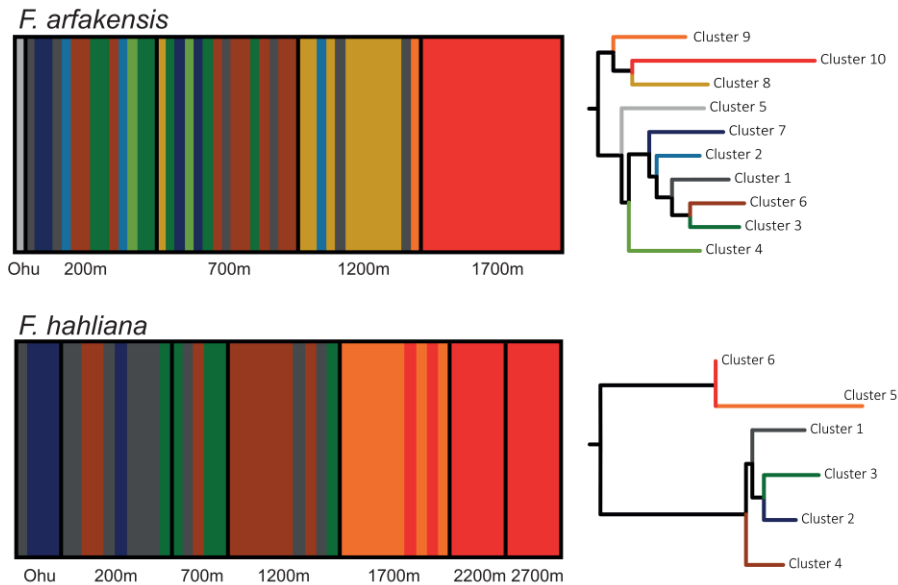 F. arfakensis
Cluster 9
Cluster 10
Cluster 8
Cluster 5
Cluster 7
Cluster 2
Cluster 1
Cluster 6
Cluster 3
Cluster 4
Ohu 200m 700m 1200m 1700m
F. hahliana
Cluster 6
Cluster 5
Cluster 1
Cluster 3
Cluster 2
Cluster 4
Ohu 200m 700m 1200m 1700m 2200m 2700m